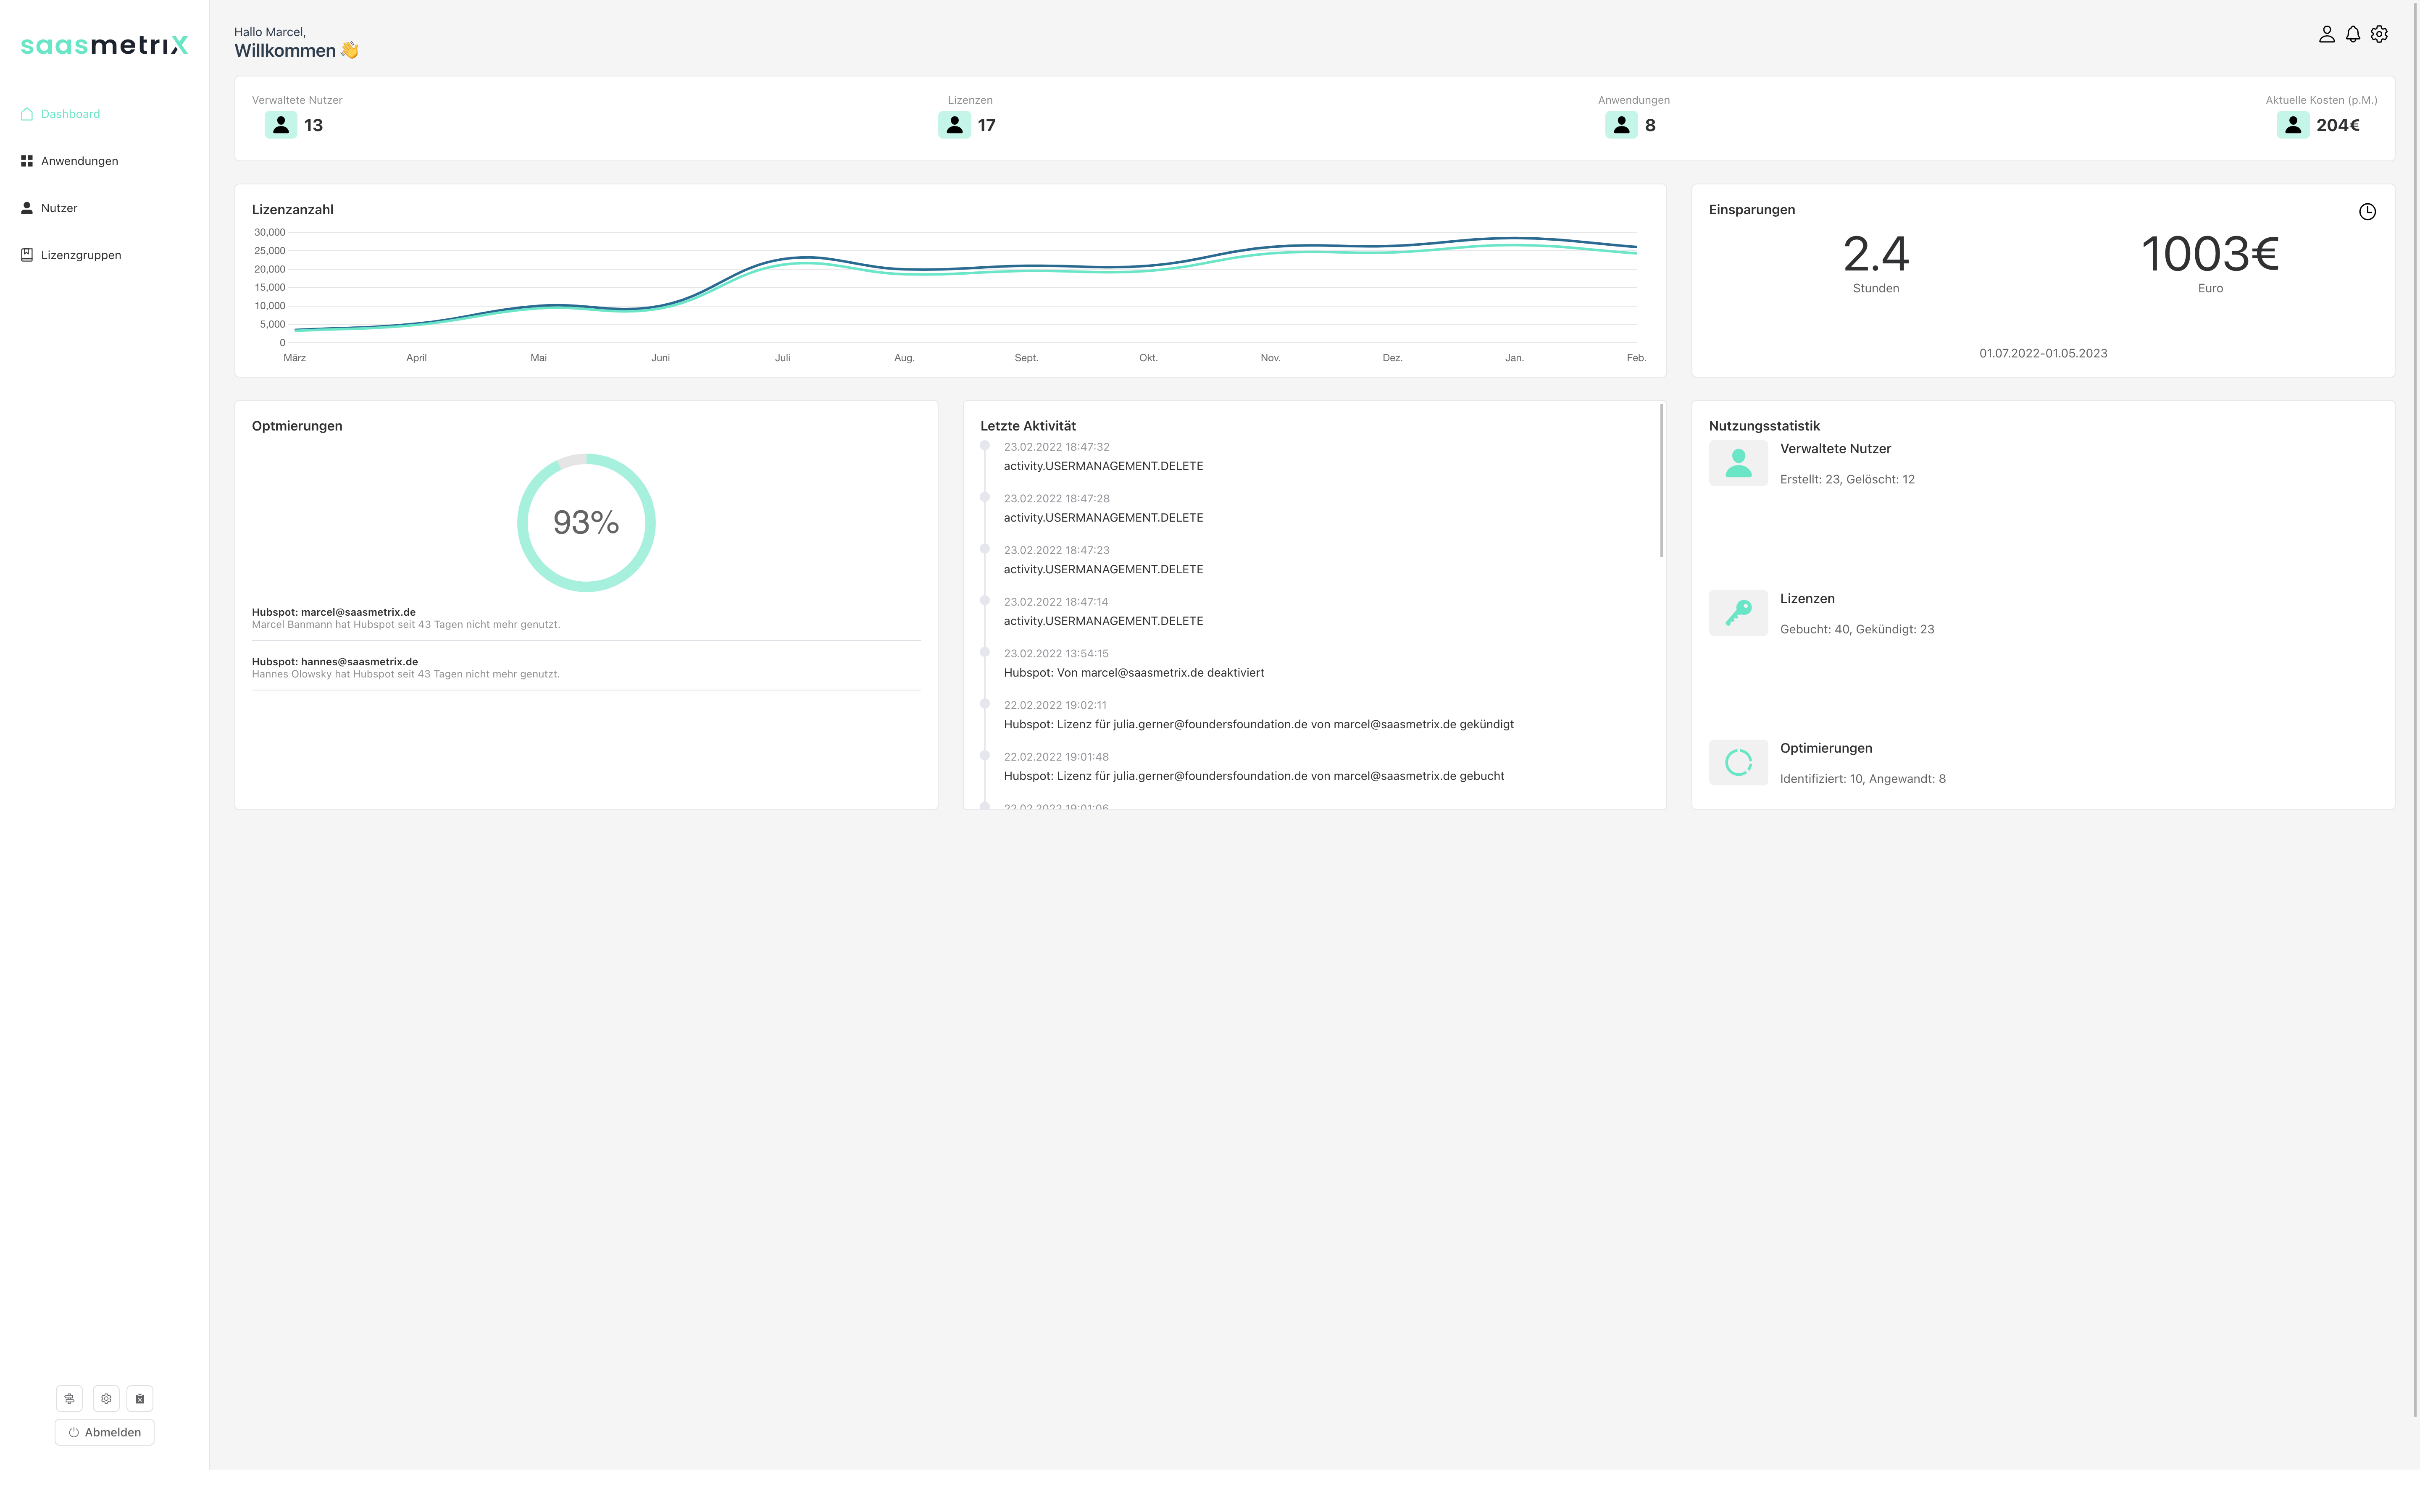 saasmetrix
Dashboard
Anwendungen
Nutzer
Lizenzgruppen
Abmelden
Hallo Marcel,
Willkommen 👋
Verwaltete Nutzer
13
Lizenzen
17
Anwendungen
8
Aktuelle Kosten (p.M.)
204€
Lizenzanzahl
30,000
25,000
20,000
15,000
10,000
5,000
0
März April Mai Juni Juli Aug. Sept. Okt. Nov. Dez. Jan. Feb.
Einsparungen
2.4
Stunden
1003€
Euro
01.07.2022-01.05.2023
Optmierungen
93%
Hubspot: marcel@saasmetrix.de
Marcel Banmann hat Hubspot seit 43 Tagen nicht mehr genutzt.
Hubspot: hannes@saasmetrix.de
Hannes Olowsky hat Hubspot seit 43 Tagen nicht mehr genutzt.
Letzte Aktivität
23.02.2022 18:47:32
activity.USERMANAGEMENT.DELETE
23.02.2022 18:47:28
activity.USERMANAGEMENT.DELETE
23.02.2022 18:47:23
activity.USERMANAGEMENT.DELETE
23.02.2022 18:47:14
activity.USERMANAGEMENT.DELETE
23.02.2022 13:54:15
Hubspot: Von marcel@saasmetrix.de deaktiviert
22.02.2022 19:02:11
Hubspot: Lizenz für julia.gerner@foundersfoundation.de von marcel@saasmetrix.de gekündigt
22.02.2022 19:01:48
Hubspot: Lizenz für julia.gerner@foundersfoundation.de von marcel@saasmetrix.de gebucht
22.02.2022 19:01:06
Nutzungsstatistik
Verwaltete Nutzer
Erstellt: 23, Gelöscht: 12
Lizenzen
Gebucht: 40, Gekündigt: 23
Optimierungen
Identifiziert: 10, Angewandt: 8